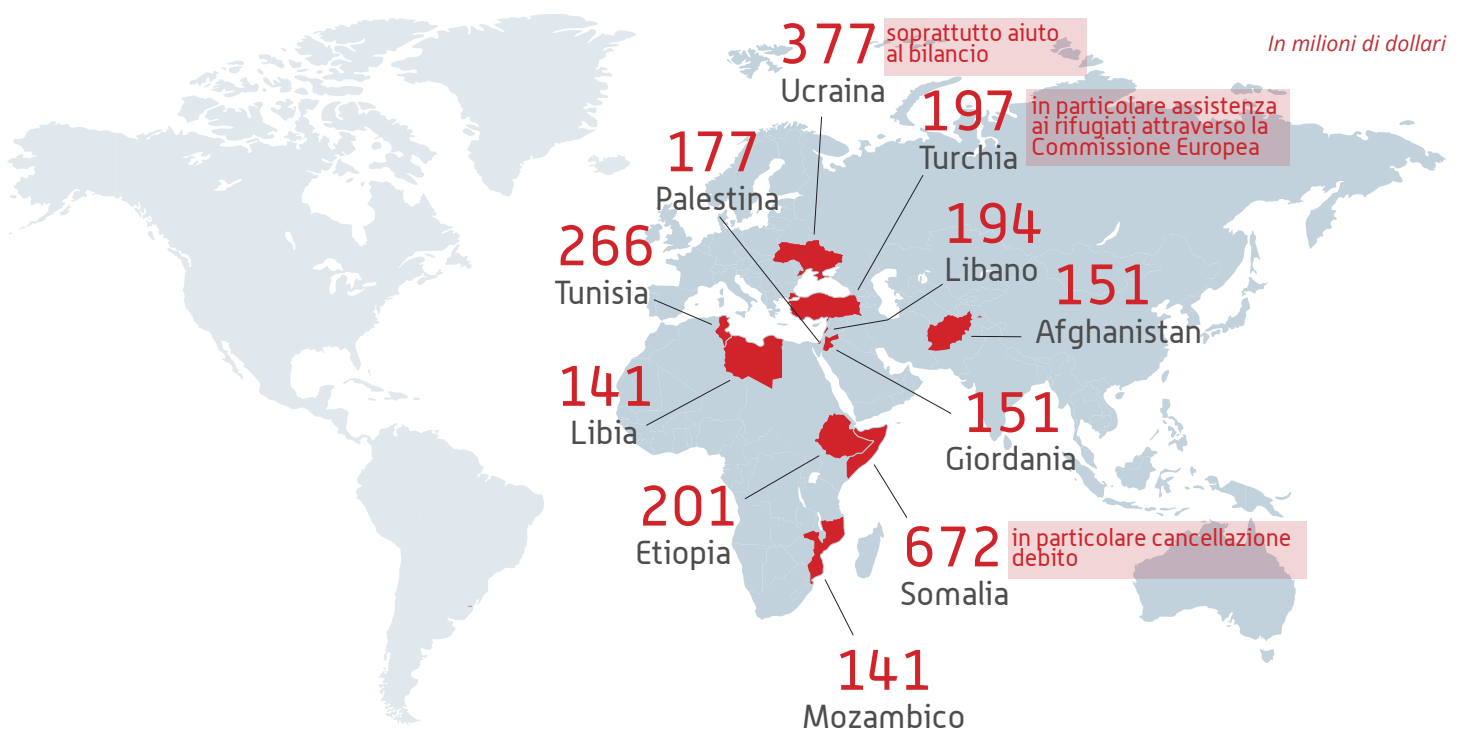 In milioni di dollari
377
soprattutto aiuto
al bilancio
Ucraina
197
in particolare assistenza
ai rifugiati attraverso la
Commissione Europea
Turchia
177
Palestina
194
Libano
266
Tunisia
151
Afghanistan
141
Libia
151
Giordania
201
Etiopia
672
in particolare cancellazione
debito
Somalia
141
Mozambico